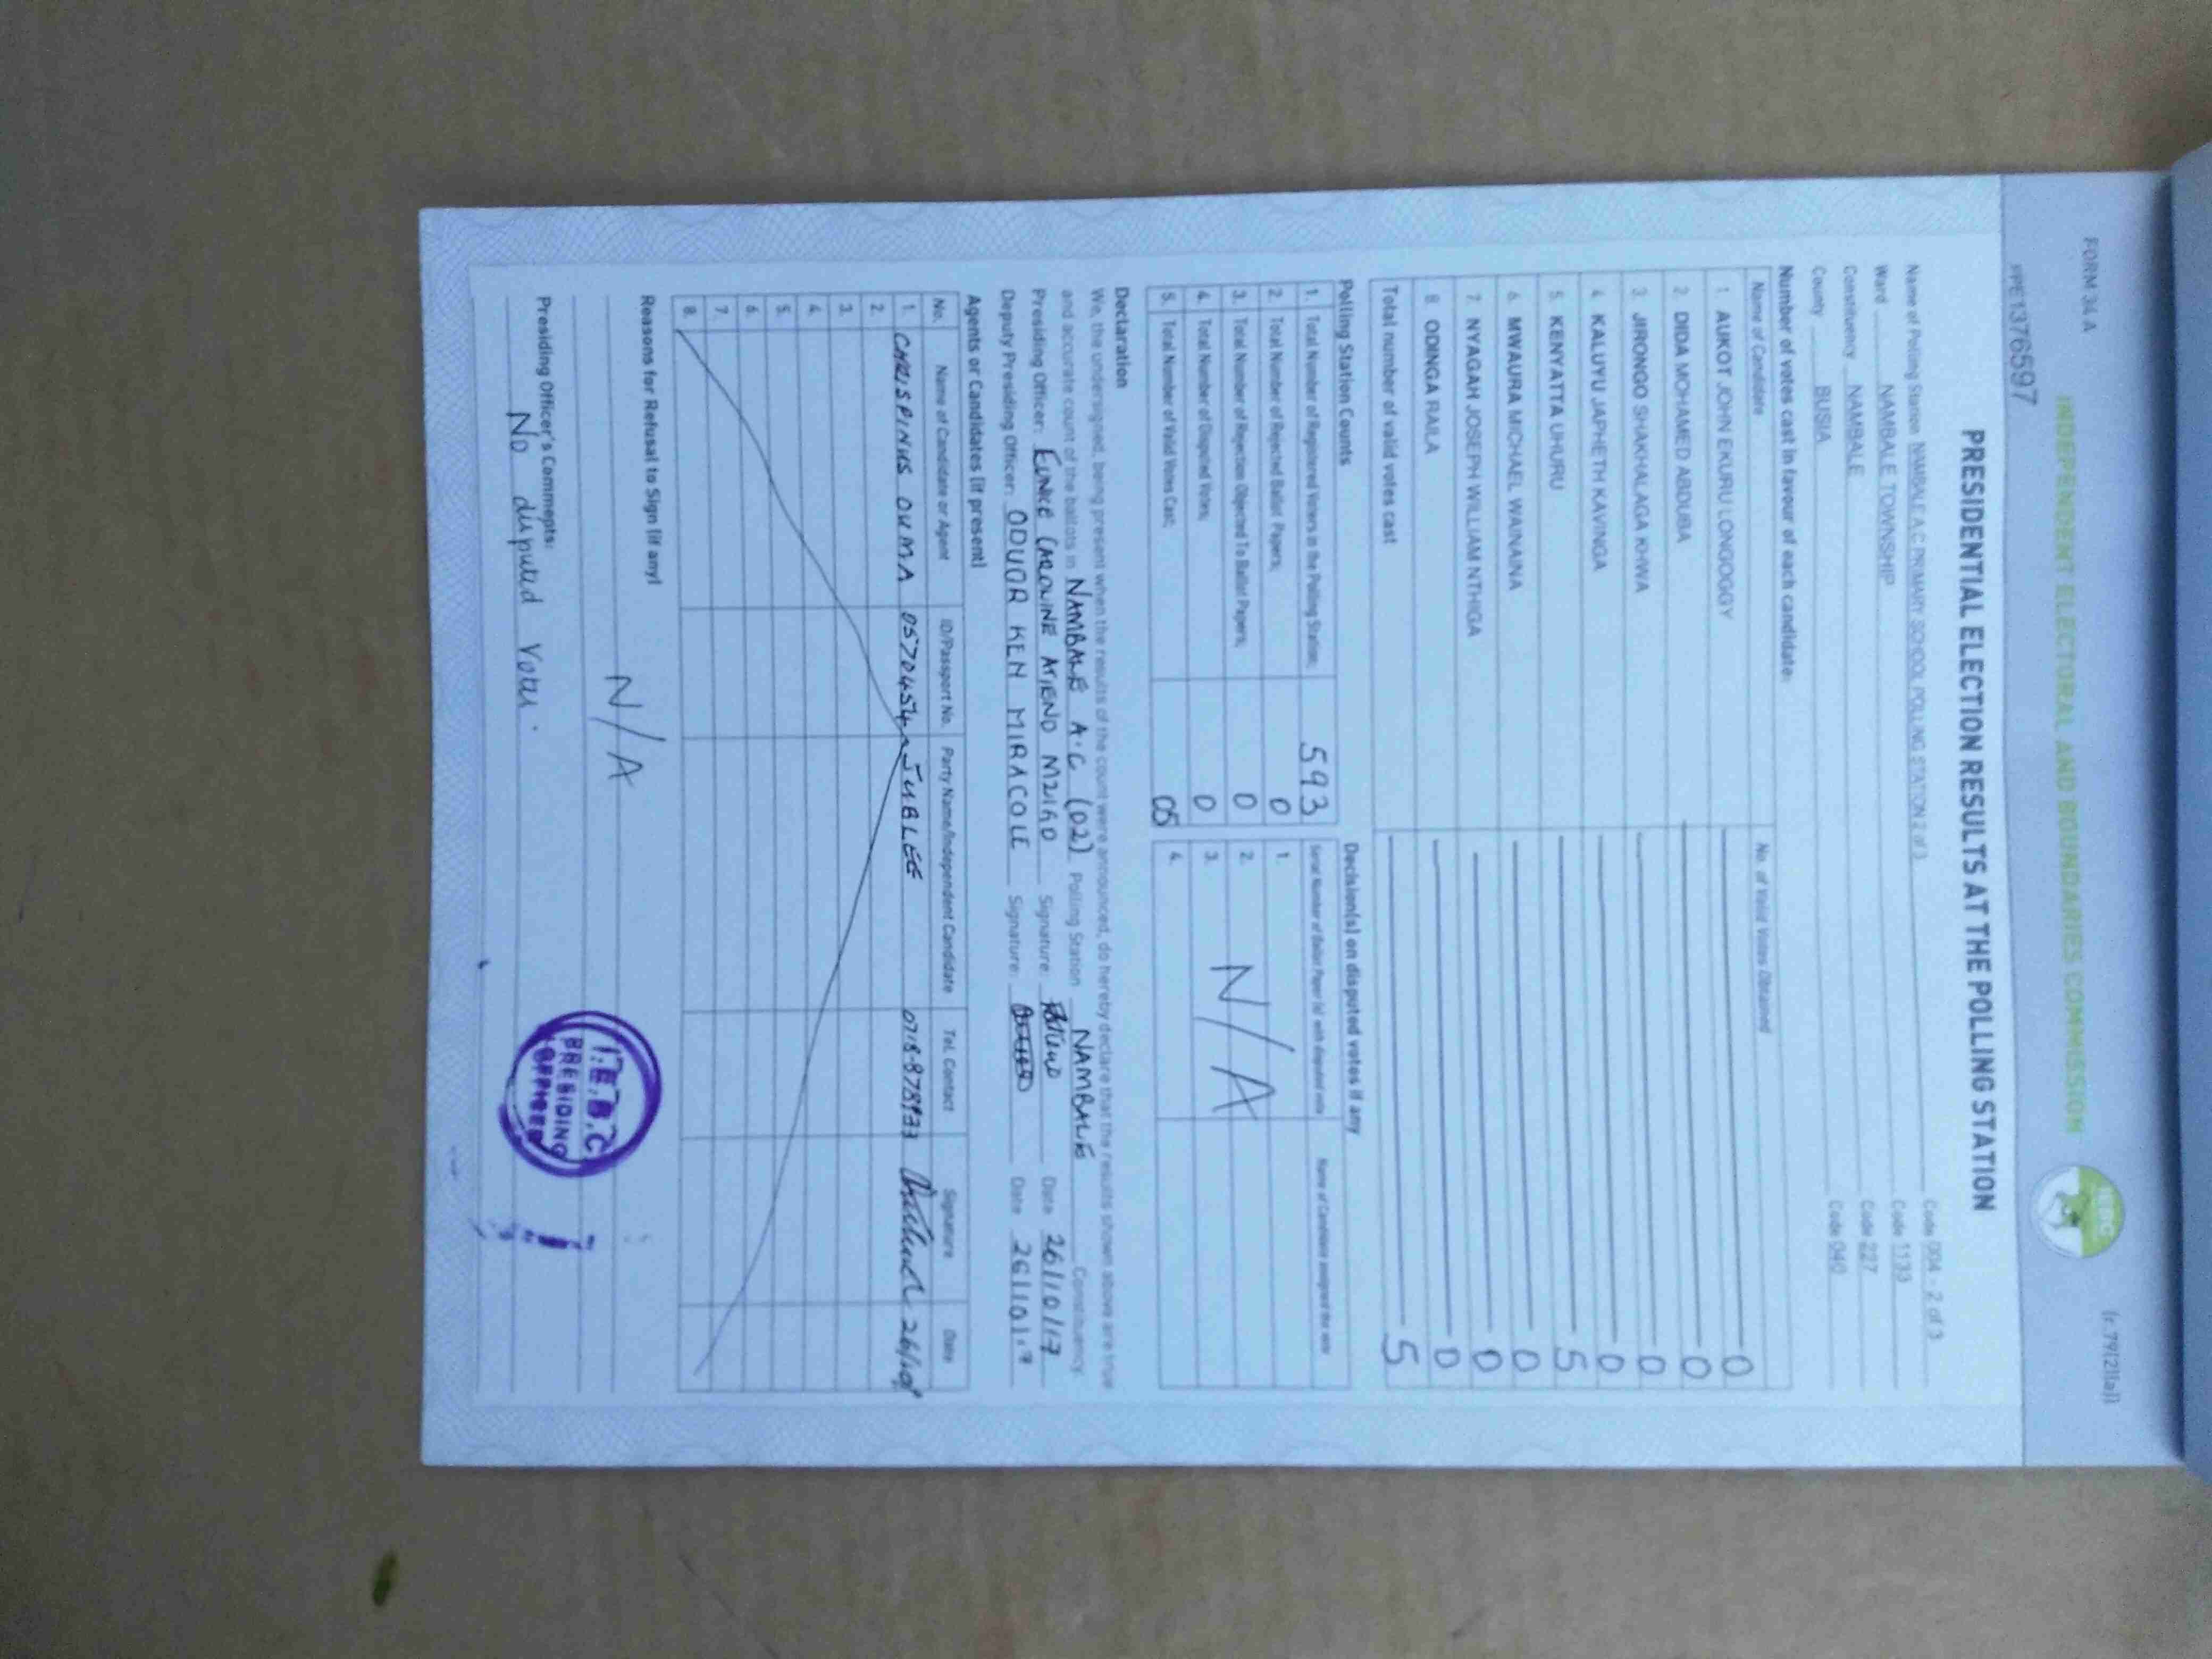 FORM 34 A
(r.79(2)(a))
INDEPENDENT ELECTORAL AND BOUNDARIES COMMISSION
IEBC
PPE1376597
PRESIDENTIAL ELECTION RESULTS AT THE POLLING STATION
Name of Polling Station NAMBALE A.C PRIMARY SCHOOL POLLING STATION 2 of 3 Code 004 - 2 of 3
Ward NAMBALE TOWNSHIP Code 1133
Constituency NAMBALE Code 227
County BUSIA Code 040
Number of votes cast in favour of each candidate:
Name of Candidate No. of Valid Votes Obtained
1. AUKOT JOHN EKURU LONGOGGY 0
2. DIDA MOHAMED ABDUBA 0
3. JIRONGO SHAKHALAGA KHWA 0
4. KALUYU JAPHETH KAVINGA 0
5. KENYATTA UHURU 5
6. MWAURA MICHAEL WAINAINA 0
7. NYAGAH JOSEPH WILLIAM NTHIGA 0
8. ODINGA RAILA 0
Total number of valid votes cast 5
Polling Station Counts
1. Total Number of Registered Voters in the Polling Station; 593
2. Total Number of Rejected Ballot Papers; 0
3. Total Number of Rejection Objected To Ballot Papers; 0
4. Total Number of Disputed Votes; 0
5. Total Number of Valid Votes Cast; 05
Decision(s) on disputed votes if any
Serial Number of Ballot Paper (s) with disputed vote Name of Candidate assigned the vote
1.
2.
3.
4.
N/A
Declaration
We, the undersigned, being present when the results of the count were announced, do hereby declare that the results shown above are true
and accurate count of the ballots in NAMBALE A.C (02) Polling Station NAMBALE Constituency
Presiding Officer: EUNICE CAROLINE ATIENO Signature: Date 26/10/17
Deputy Presiding Officer: ODUOR KEN MIRACOLE Signature: Date 26/10/17
Agents or Candidates (if present)
No. Name of Candidate or Agent ID/Passport No. Party Name/Independent Candidate Tel. Contact Signature Date
1. CHRISPINUS OUMA 0570454 JUBLEE 0718-878933
2.
3.
4.
5.
6.
7.
8.
Reasons for Refusal to Sign (if any)
N/A
Presiding Officer's Comments:
No disputed Votes.
I.E.B.C
PRESIDING
OFFICER